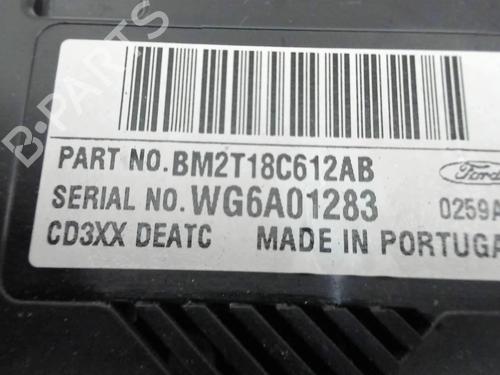 B-PARTS
PART NO. BM2T18C612AB
Ford
SERIAL NO. WG6A01283 0259A
CD3XX DEATC MADE IN PORTUGA